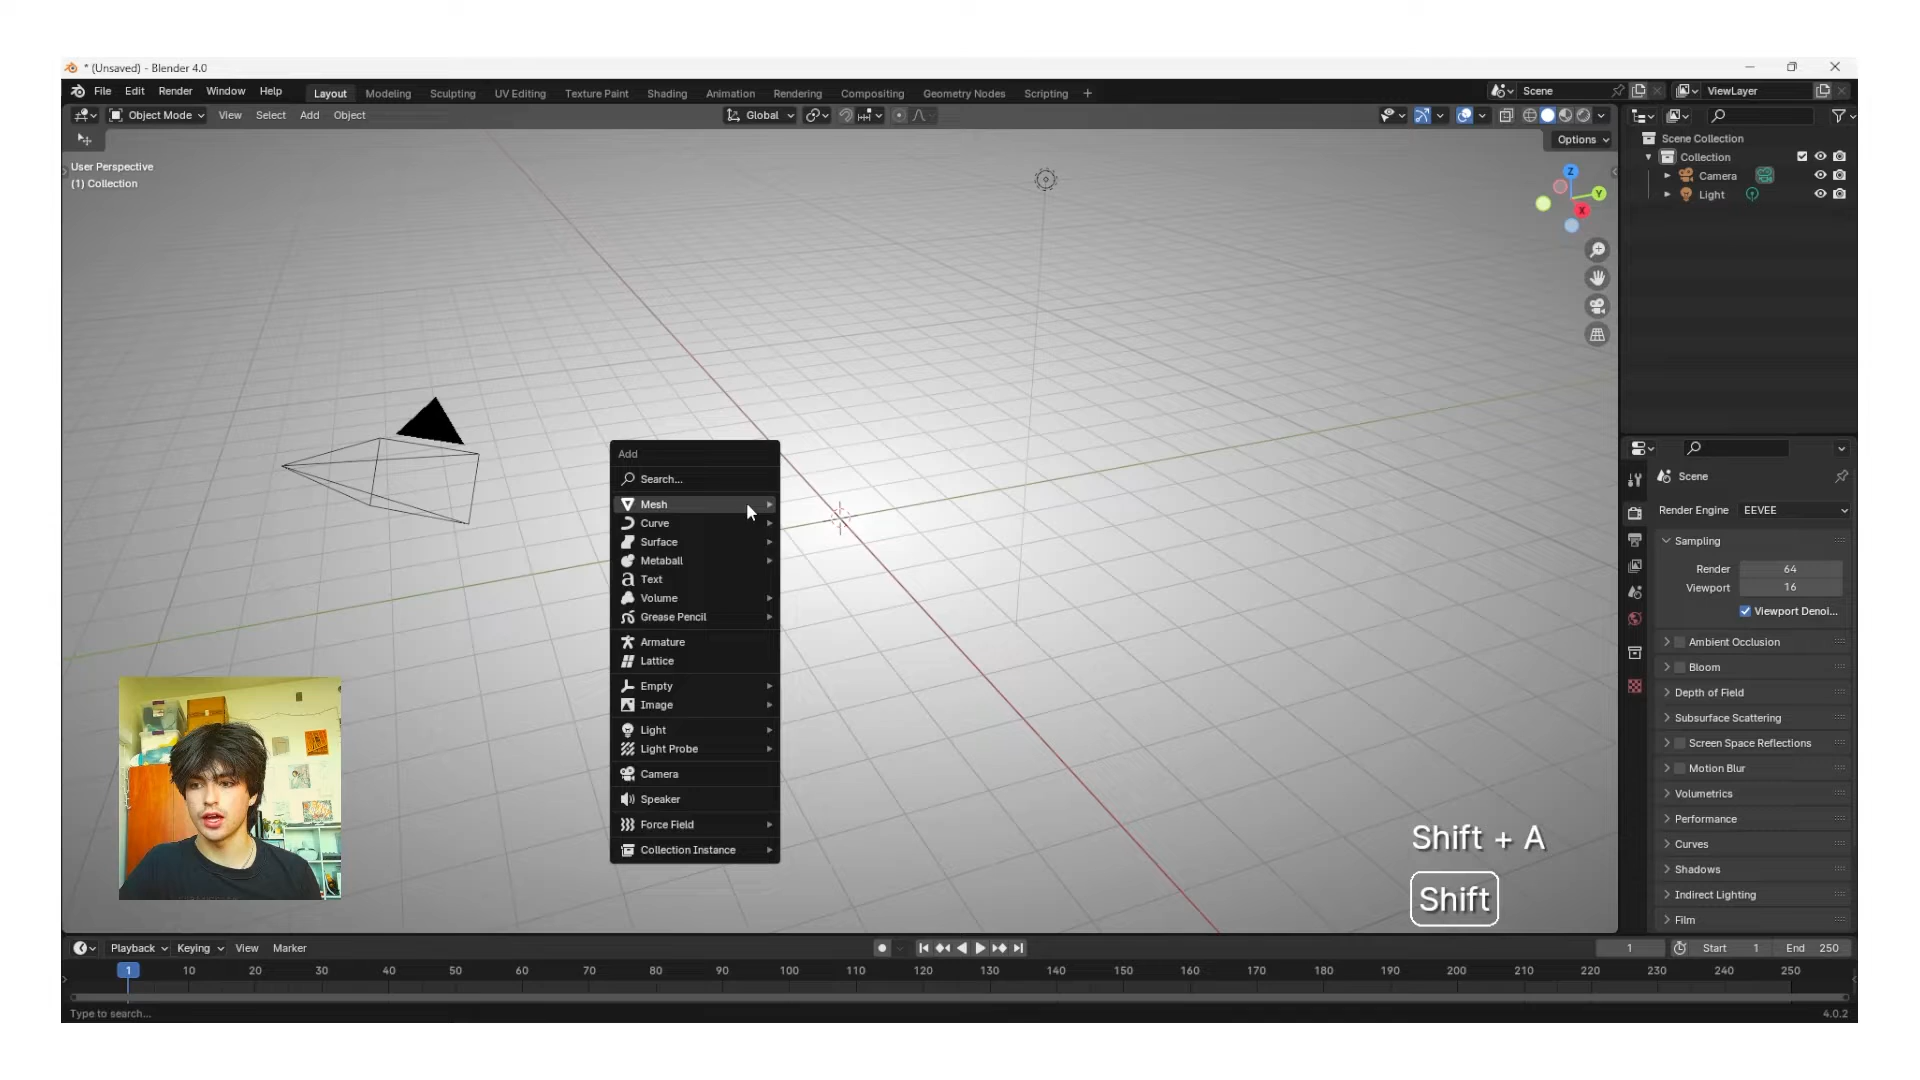 * (Unsaved) - Blender 4.0
File Edit Render Window Help Layout Modeling Sculpting UV Editing Texture Paint Shading Animation Rendering Compositing Geometry Nodes Scripting + Scene ViewLayer
Object Mode View Select Add Object Global
Options
User Perspective
(1) Collection
Z
Y
X
Scene Collection
Collection
Camera
Light
Add
Search...
Mesh
Curve
Surface
Metaball
Text
Volume
Grease Pencil
Armature
Lattice
Empty
Image
Light
Light Probe
Camera
Speaker
Force Field
Collection Instance
Scene
Render Engine EEVEE
Sampling
Render 64
Viewport 16
Viewport Denoi...
Ambient Occlusion
Bloom
Depth of Field
Subsurface Scattering
Screen Space Reflections
Motion Blur
Volumetrics
Performance
Curves
Shadows
Indirect Lighting
Film
Shift + A
Shift
Playback Keying View Marker 1 Start 1 End 250
1 10 20 30 40 50 60 70 80 90 100 110 120 130 140 150 160 170 180 190 200 210 220 230 240 250
Type to search...
4.0.2